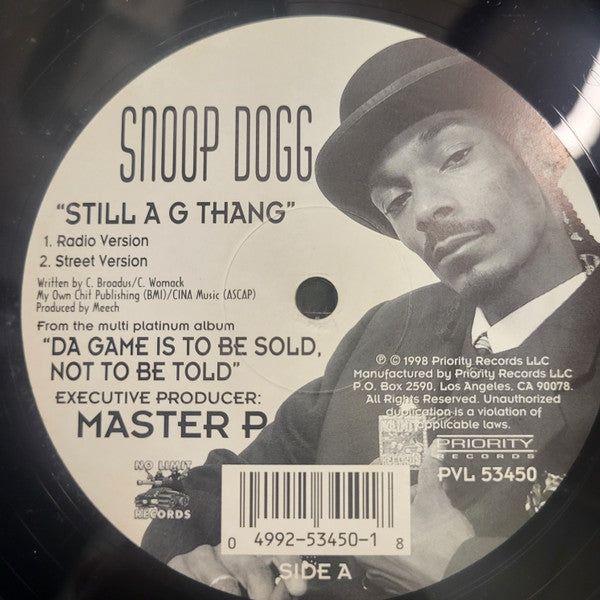 SNOOP DOGG
"STILL A G THANG"
1. Radio Version
2. Street Version
Written by C. Broadus/C. Womack
My Own Chit Publishing (BMI)/CINA Music (ASCAP)
Produced by Meech
From the multi platinum album
"DA GAME IS TO BE SOLD,
NOT TO BE TOLD"
EXECUTIVE PRODUCER:
MASTER P
NO LIMIT
RECORDS
℗ © 1998 Priority Records LLC
Manufactured by Priority Records LLC
P.O. Box 2590, Los Angeles, CA 90078.
All Rights Reserved. Unauthorized
duplication is a violation of
applicable laws.
PRIORITY
RECORDS
PVL 53450
0 4992-53450-1 8
SIDE A